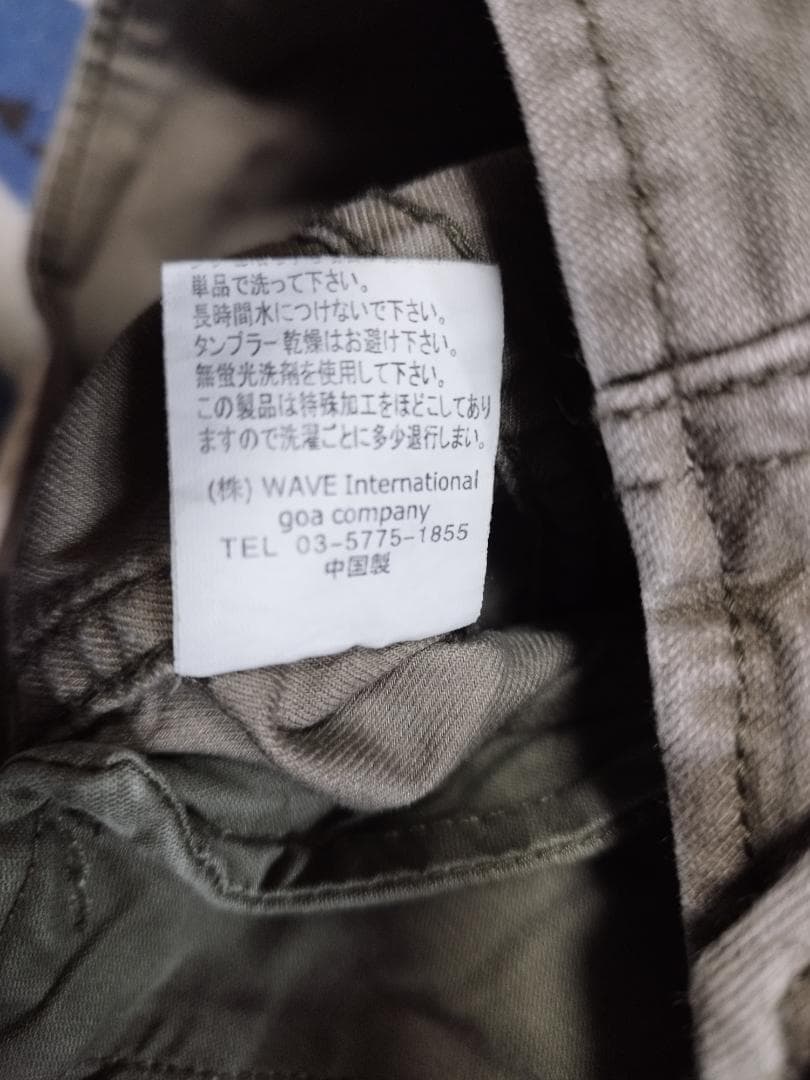 単品で洗って下さい。
長時間水につけないで下さい。
タンブラー乾燥はお避け下さい。
無蛍光洗剤を使用して下さい。
この製品は特殊加工をほどこしてあり
ますので洗濯ごとに多少退行しまい。
(株) WAVE International
goa company
TEL 03-5775-1855
中国製